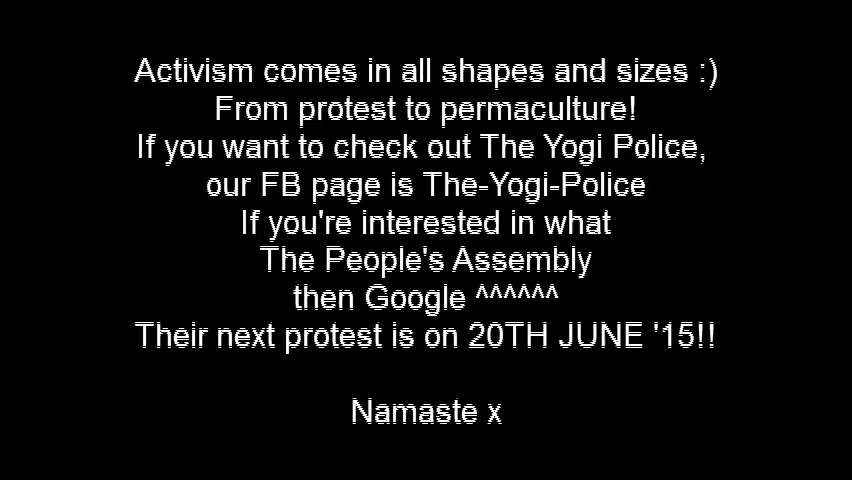 Activism comes in all shapes and sizes :)
From protest to permaculture!
If you want to check out The Yogi Police,
our FB page is The-Yogi-Police
If you're interested in what
The People's Assembly
then Google ^^^^^^
Their next protest is on 20TH JUNE '15!!
Namaste x